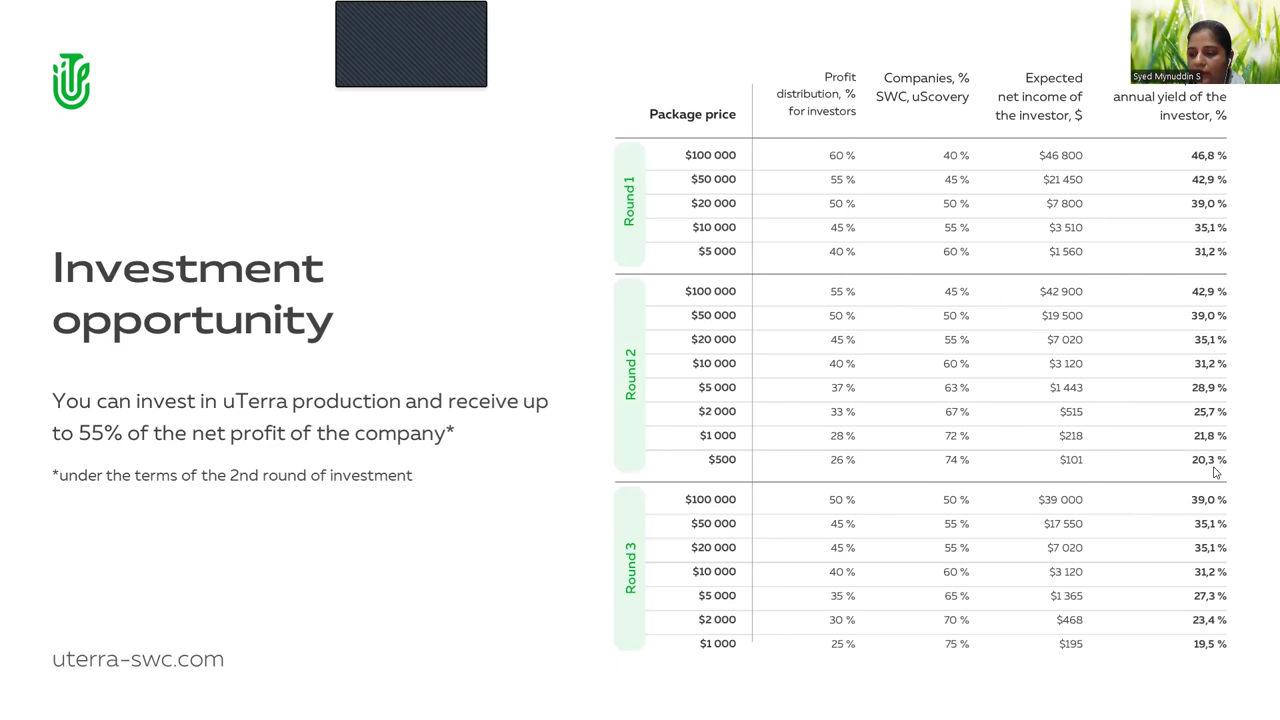 Investment
opportunity
You can invest in uTerra production and receive up
to 55% of the net profit of the company*
*under the terms of the 2nd round of investment
uterra-swc.com
Syed Mynuddin S
Package price
Profit
distribution, %
for investors
Companies, %
SWC, uScovery
Expected
net income of
the investor, $
annual yield of the
investor, %
Round 1
$100 000 60 % 40 % $46 800 46,8 %
$50 000 55 % 45 % $21 450 42,9 %
$20 000 50 % 50 % $7 800 39,0 %
$10 000 45 % 55 % $3 510 35,1 %
$5 000 40 % 60 % $1 560 31,2 %
Round 2
$100 000 55 % 45 % $42 900 42,9 %
$50 000 50 % 50 % $19 500 39,0 %
$20 000 45 % 55 % $7 020 35,1 %
$10 000 40 % 60 % $3 120 31,2 %
$5 000 37 % 63 % $1 443 28,9 %
$2 000 33 % 67 % $515 25,7 %
$1 000 28 % 72 % $218 21,8 %
$500 26 % 74 % $101 20,3 %
Round 3
$100 000 50 % 50 % $39 000 39,0 %
$50 000 45 % 55 % $17 550 35,1 %
$20 000 45 % 55 % $7 020 35,1 %
$10 000 40 % 60 % $3 120 31,2 %
$5 000 35 % 65 % $1 365 27,3 %
$2 000 30 % 70 % $468 23,4 %
$1 000 25 % 75 % $195 19,5 %